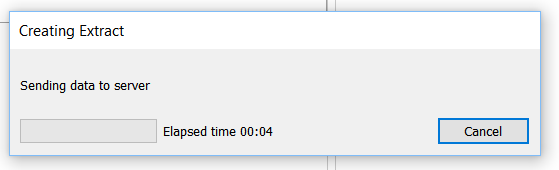 Creating Extract
Sending data to server
Elapsed time 00:04
Cancel